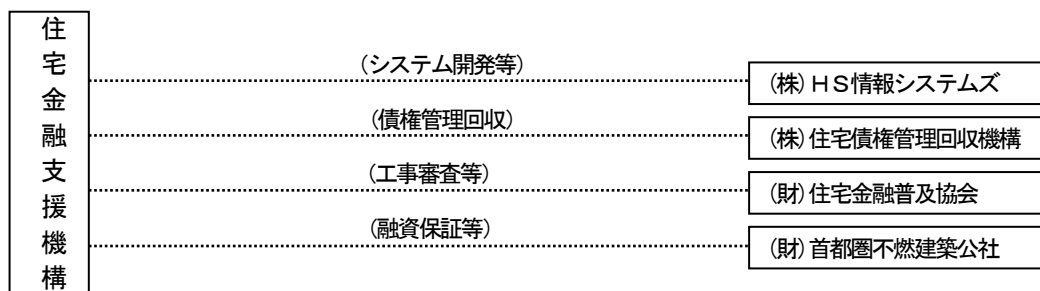 住宅金融支援機構
（システム開発等）
（株）ＨＳ情報システムズ
（債権管理回収）
（株）住宅債権管理回収機構
（工事審査等）
（財）住宅金融普及協会
（融資保証等）
（財）首都圏不燃建築公社